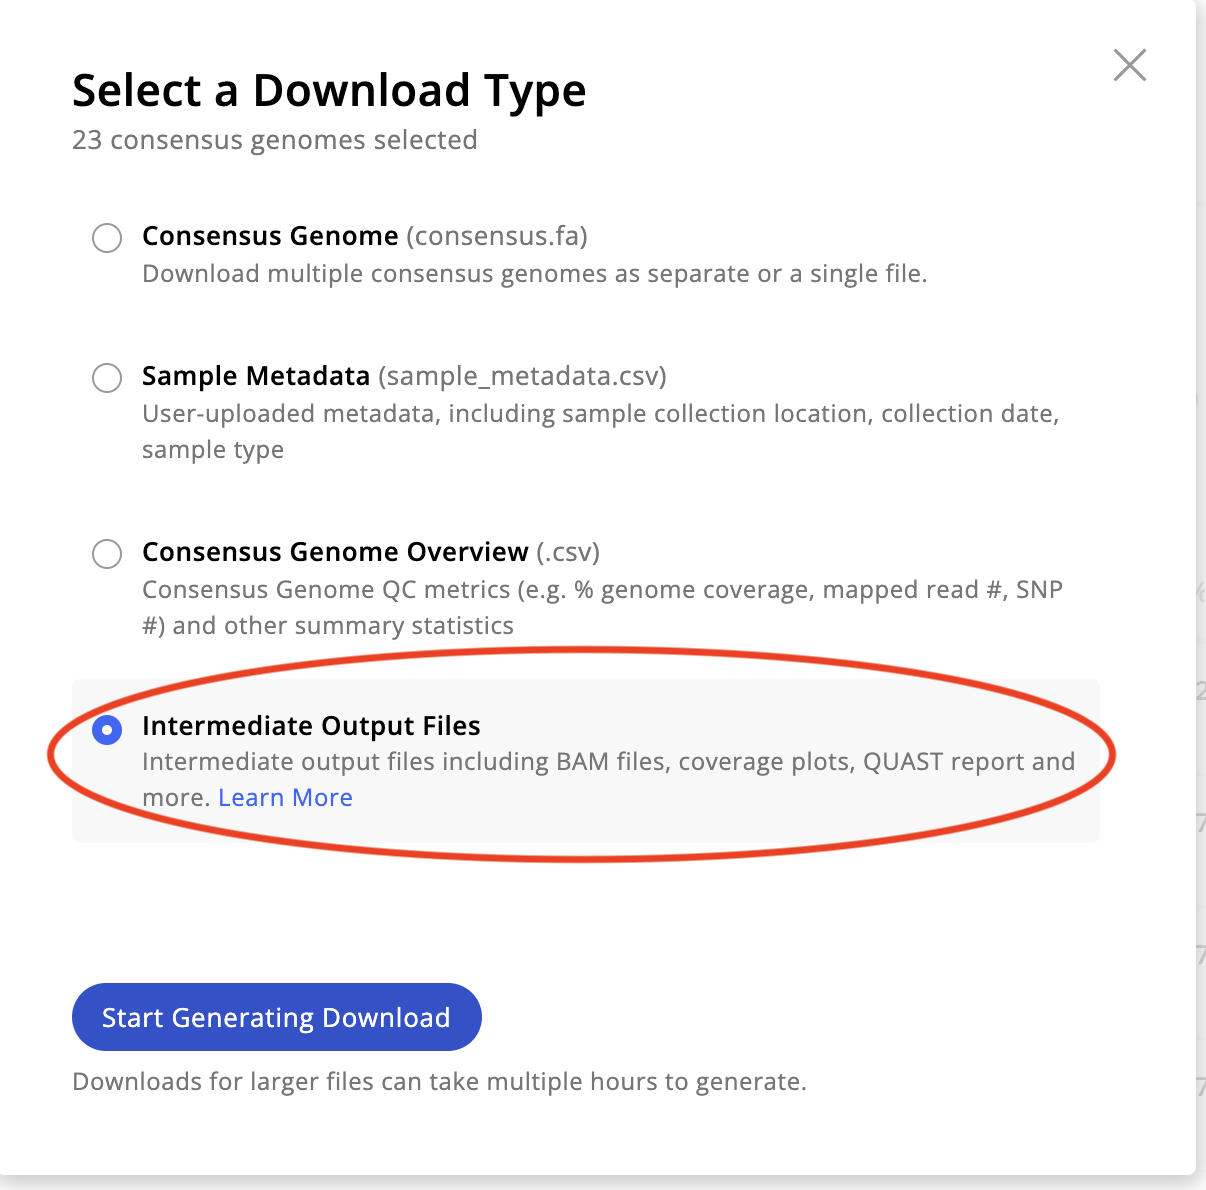 Select a Download Type
23 consensus genomes selected
Consensus Genome (consensus.fa)
Download multiple consensus genomes as separate or a single file.
Sample Metadata (sample_metadata.csv)
User-uploaded metadata, including sample collection location, collection date,
sample type
Consensus Genome Overview (.csv)
Consensus Genome QC metrics (e.g. % genome coverage, mapped read #, SNP
#) and other summary statistics
Intermediate Output Files
Intermediate output files including BAM files, coverage plots, QUAST report and
more. Learn More
Start Generating Download
Downloads for larger files can take multiple hours to generate.